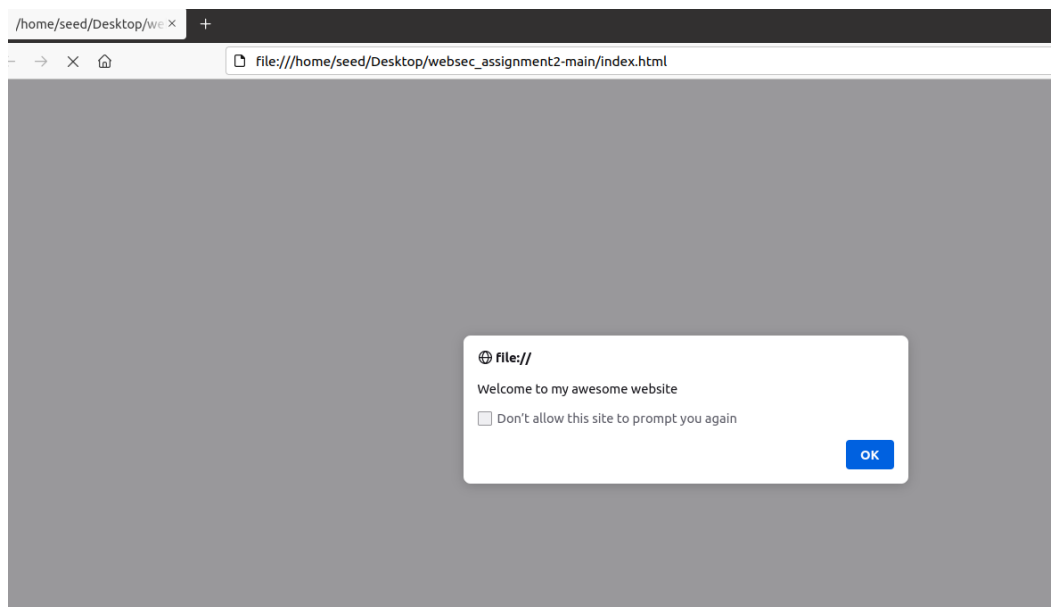 /home/seed/Desktop/we
file:///home/seed/Desktop/websec_assignment2-main/index.html
file://
Welcome to my awesome website
Don't allow this site to prompt you again
OK